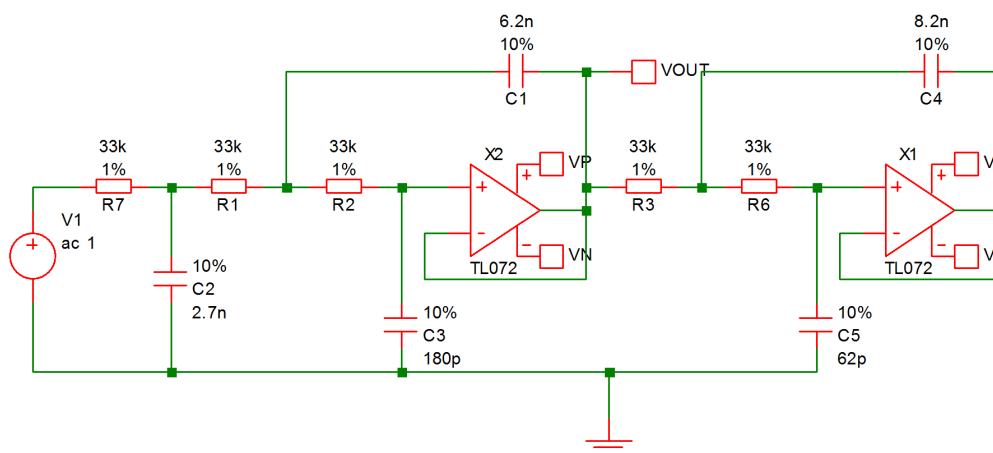 6.2n
10%
C1
8.2n
10%
C4
VOUT
33k
1%
R7
33k
1%
R1
33k
1%
R2
X2
VP
+
+
-
-
VN
TL072
33k
1%
R3
33k
1%
R6
X1
V
+
+
-
-
V
TL072
V1
ac 1
+
10%
C2
2.7n
10%
C3
180p
10%
C5
62p